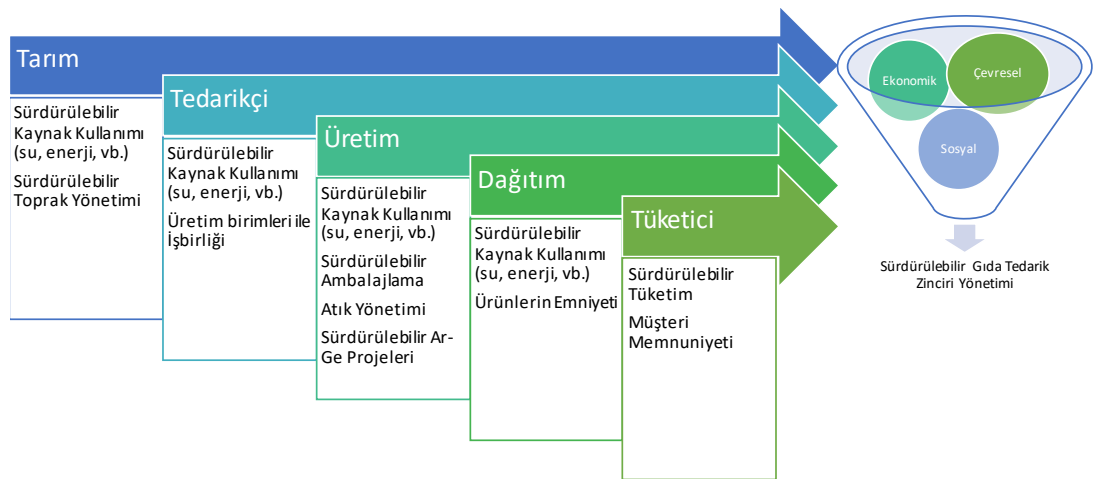 Tarım
Sürdürülebilir
Kaynak Kullanımı
(su, enerji, vb.)
Sürdürülebilir
Toprak Yönetimi
Tedarikçi
Sürdürülebilir
Kaynak Kullanımı
(su, enerji, vb.)
Üretim birimleri ile
İşbirliği
Üretim
Sürdürülebilir
Kaynak Kullanımı
(su, enerji, vb.)
Sürdürülebilir
Ambalajlama
Atık Yönetimi
Sürdürülebilir Ar-
Ge Projeleri
Dağıtım
Sürdürülebilir
Kaynak Kullanımı
(su, enerji, vb.)
Ürünlerin Emniyeti
Tüketici
Sürdürülebilir
Tüketim
Müşteri
Memnuniyeti
Ekonomik
Çevresel
Sosyal
Sürdürülebilir Gıda Tedarik
Zinciri Yönetimi